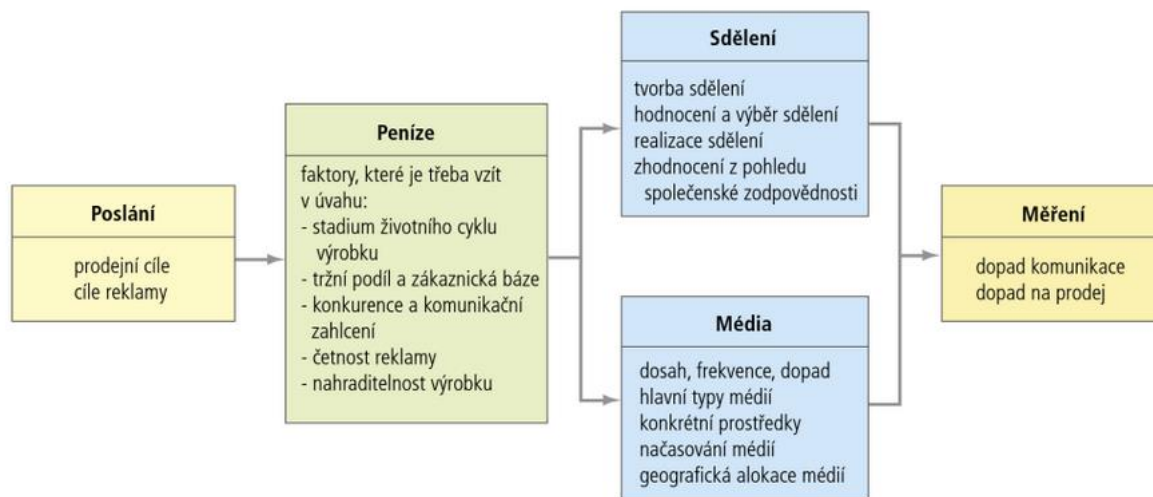 Poslání
prodejní cíle
cíle reklamy
Peníze
faktory, které je třeba vzít
v úvahu:
- stadium životního cyklu
výrobku
- tržní podíl a zákaznická báze
- konkurence a komunikační
zahlcení
- četnost reklamy
- nahraditelnost výrobku
Sdělení
tvorba sdělení
hodnocení a výběr sdělení
realizace sdělení
zhodnocení z pohledu
společenské zodpovědnosti
Média
dosah, frekvence, dopad
hlavní typy médií
konkrétní prostředky
načasování médií
geografická alokace médií
Měření
dopad komunikace
dopad na prodej